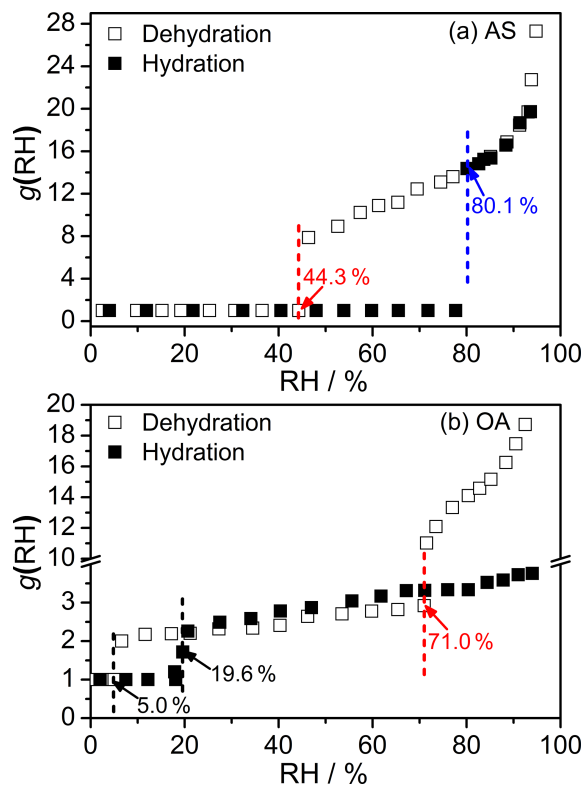 (a) AS
Dehydration
Hydration
g(RH)
28
24
20
16
12
8
4
0
80.1 %
44.3 %
0 20 40 60 80 100
RH / %
(b) OA
Dehydration
Hydration
g(RH)
20
18
16
14
12
10
3
2
1
0
71.0 %
19.6 %
5.0 %
0 20 40 60 80 100
RH / %